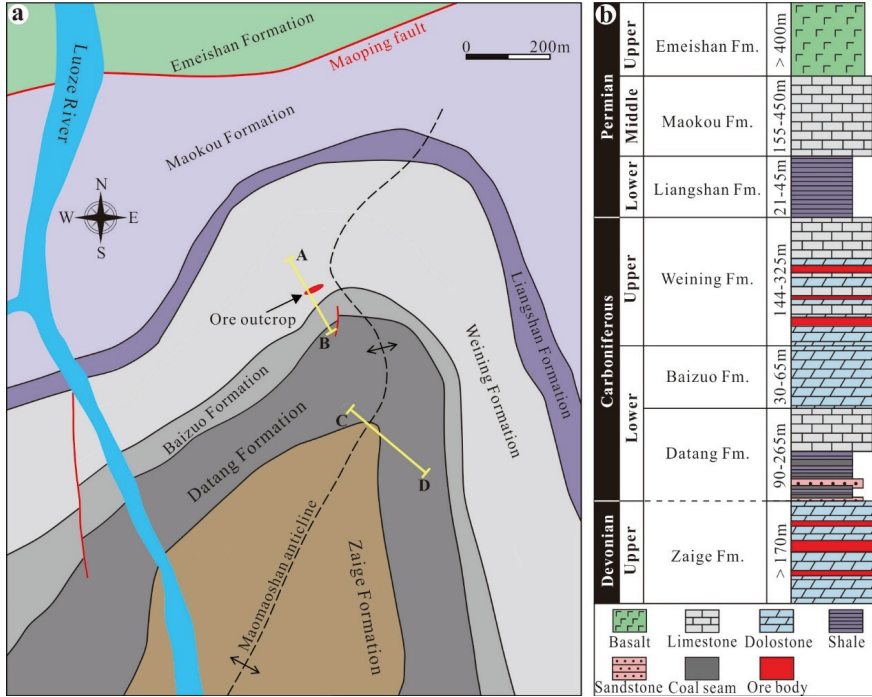 a
Luoze River
Emeishan Formation
Maoping fault
0 200m
Maokou Formation
N
W E
S
A
Ore outcrop
B
Liangshan Formation
Weining Formation
Baizuo Formation
Datang Formation
C
D
Maomaoshan anticline
Zaige Formation
b
Permian
Upper
Emeishan Fm.
> 400m
Middle
Maokou Fm.
155-450m
Lower
Liangshan Fm.
21-45m
Carboniferous
Upper
Weining Fm.
144-325m
Lower
Baizuo Fm.
30-65m
Datang Fm.
90-265m
Devonian
Upper
Zaige Fm.
> 170m
Basalt
Limestone
Dolostone
Shale
Sandstone
Coal seam
Ore body